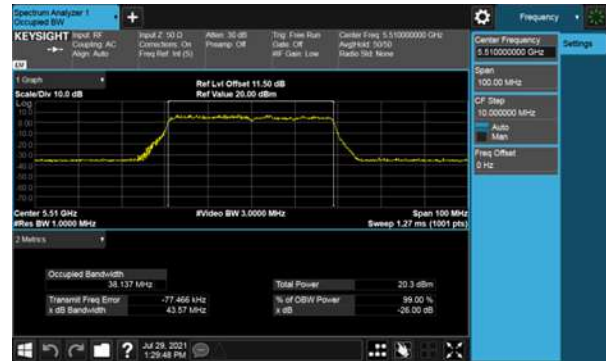 Spectrum Analyzer 1
Occupied BW
Frequency
KEYSIGHT
Input: RF
Coupling: AC
Align: Auto
Input Z: 50 Ω
Corrections: On
Freq Ref: Int (S)
Atten: 30 dB
Preamp: Off
Trig: Free Run
Gate: Off
#IF Gain: Low
Center Freq: 5.510000000 GHz
Avg|Hold: 50/50
Radio Std: None
Center Frequency
5.510000000 GHz
Settings
Span
100.00 MHz
CF Step
10.000000 MHz
Auto
Man
Freq Offset
0 Hz
1 Graph
Scale/Div 10.0 dB
Ref Lvl Offset 11.50 dB
Ref Value 20.00 dBm
Log
10.0
0.00
-10.0
-20.0
-30.0
-40.0
-50.0
-60.0
-70.0
Center 5.51 GHz
#Video BW 3.0000 MHz
Span 100 MHz
#Res BW 1.0000 MHz
Sweep 1.27 ms (1001 pts)
2 Metrics
Occupied Bandwidth
38.137 MHz
Total Power
20.3 dBm
Transmit Freq Error
-77.466 kHz
% of OBW Power
99.00 %
x dB Bandwidth
43.57 MHz
x dB
-26.00 dB
Jul 29, 2021
1:29:48 PM